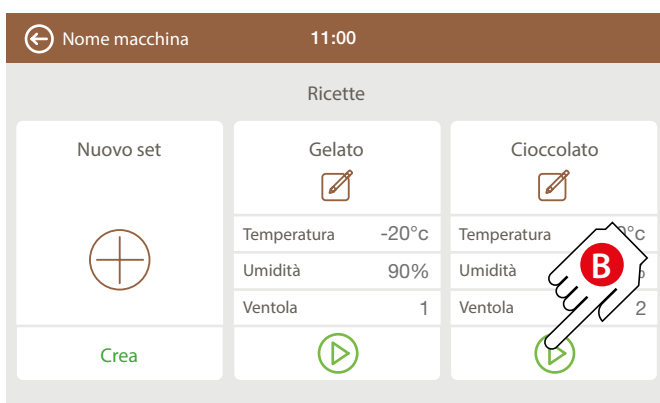 Nome macchina 11:00
Ricette
Nuovo set
Crea
Gelato
Temperatura -20°c
Umidità 90%
Ventola 1
Cioccolato
Temperatura °c
Umidità
Ventola 2
B